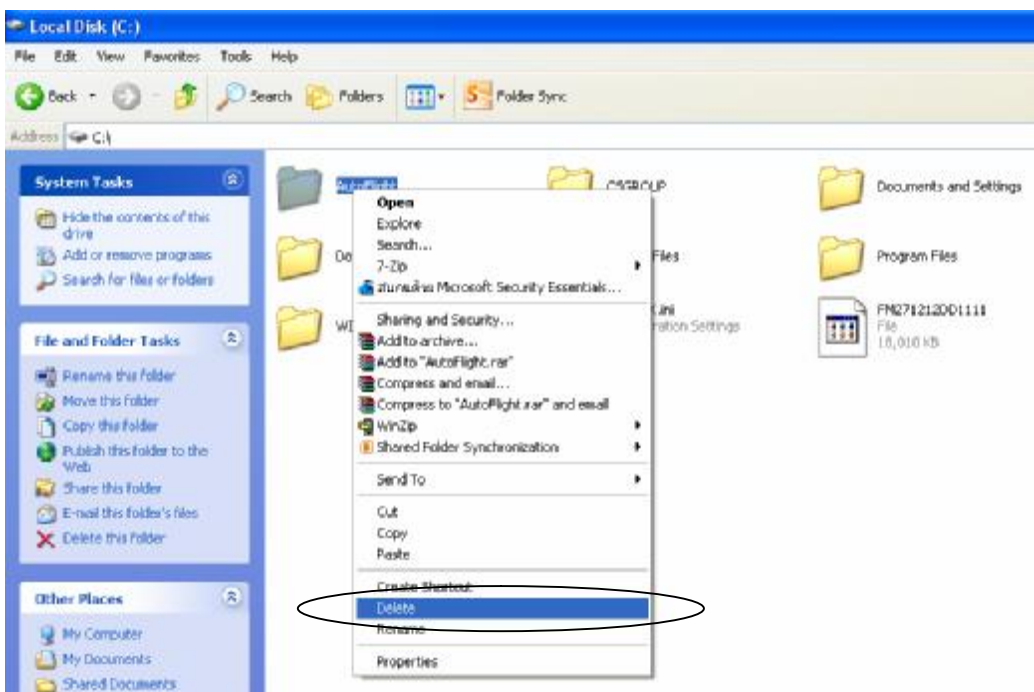 Local Disk (C:)
File Edit View Favorites Tools Help
Back Search Folders Folder Sync
Address C:\
System Tasks
Hide the contents of this
drive
Add or remove programs
Search for files or folders
File and Folder Tasks
Rename this folder
Move this folder
Copy this folder
Publish this folder to the
Web
Share this folder
E-mail this folder's files
Delete this folder
Other Places
My Computer
My Documents
Shared Documents
AutoFlight
CSGROUP
Documents and Settings
Do
Files
Program Files
WI
.ini
ration Settings
File
18,010 KB
Open
Explore
Search...
7-Zip
Microsoft Security Essentials...
Sharing and Security...
Add to archive...
Add to "AutoFlight.rar"
Compress and email...
Compress to "AutoFlight.rar" and email
WinZip
Shared Folder Synchronization
Send To
Cut
Copy
Paste
Create Shortcut
Delete
Rename
Properties